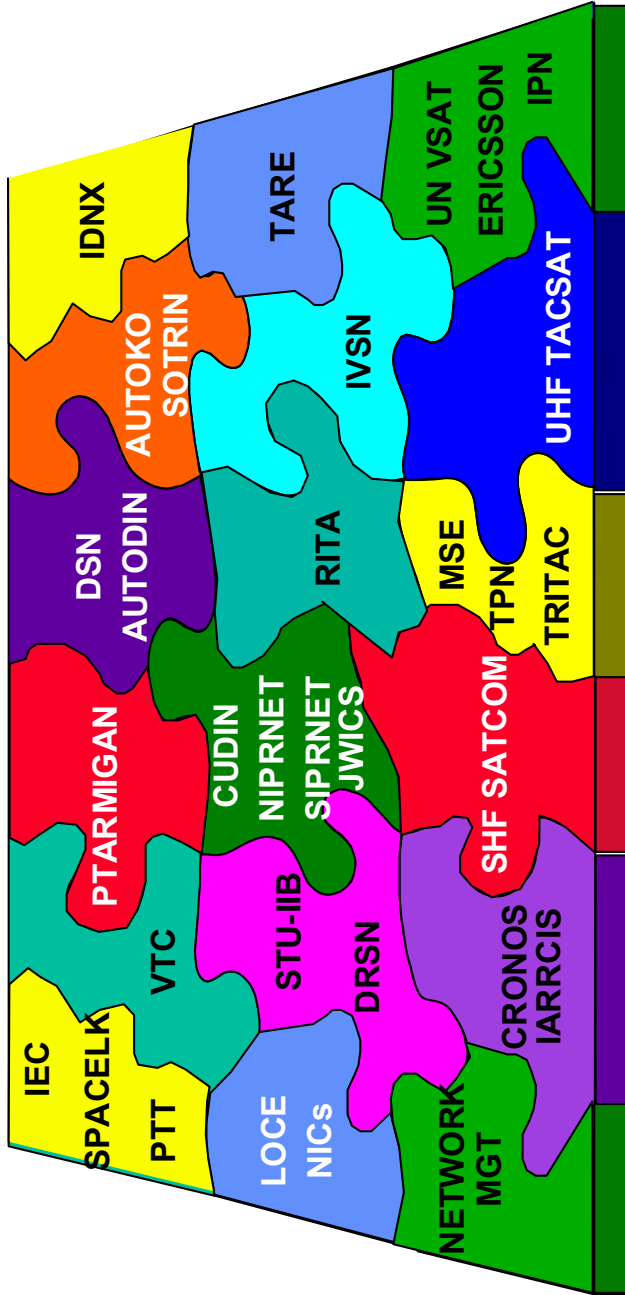 IEC
SPACELK
PTT
VTC
PTARMIGAN
DSN
AUTODIN
AUTOKO
SOTRIN
IDNX
LOCE
NICs
STU-IIB
DRSN
CUDIN
NIPRNET
SIPRNET
JWICS
RITA
IVSN
TARE
NETWORK
MGT
CRONOS
IARRCIS
SHF SATCOM
MSE
TPN
TRITAC
UHF TACSAT
UN VSAT
ERICSSON
IPN